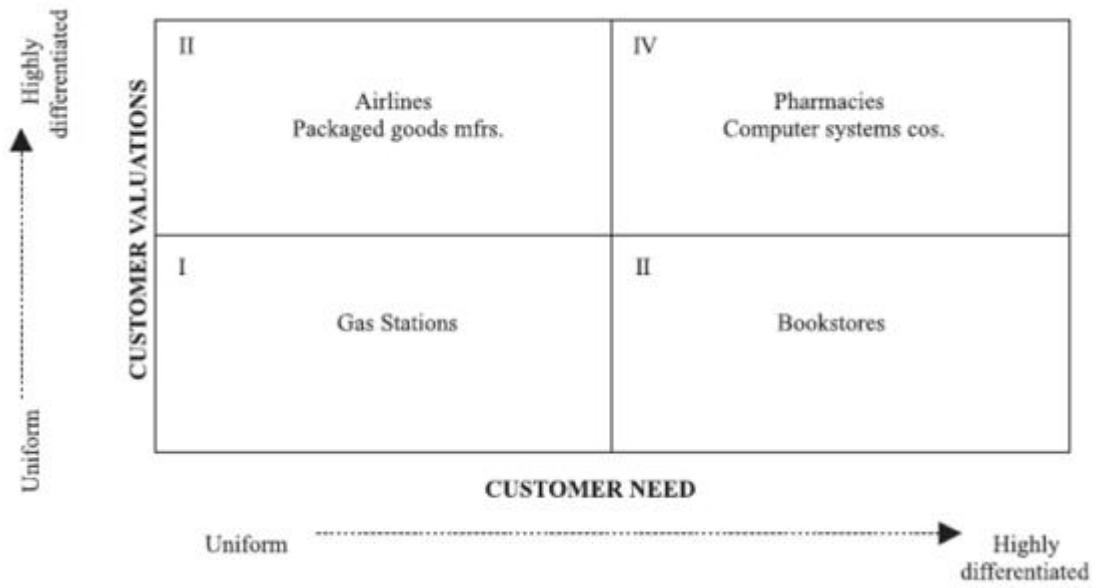 Highly
differentiated
CUSTOMER VALUATIONS
Uniform
II
Airlines
Packaged goods mfrs.
IV
Pharmacies
Computer systems cos.
I
Gas Stations
II
Bookstores
CUSTOMER NEED
Uniform
Highly
differentiated